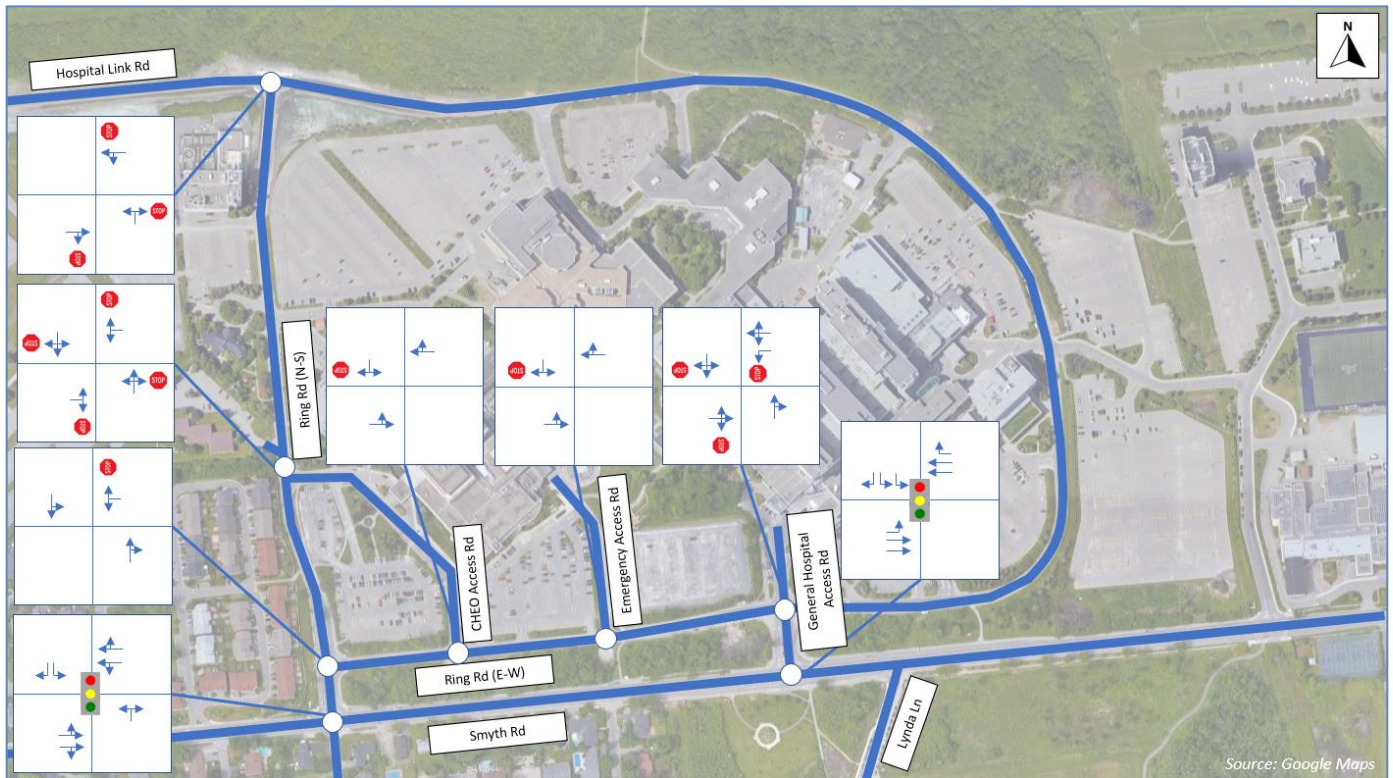 N
Hospital Link Rd
STOP
STOP
STOP
STOP
STOP
STOP
STOP
Ring Rd (N-S)
STOP
STOP
STOP
STOP
STOP
STOP
CHEO Access Rd
Emergency Access Rd
General Hospital
Access Rd
Ring Rd (E-W)
Smyth Rd
Lynda Ln
Source: Google Maps